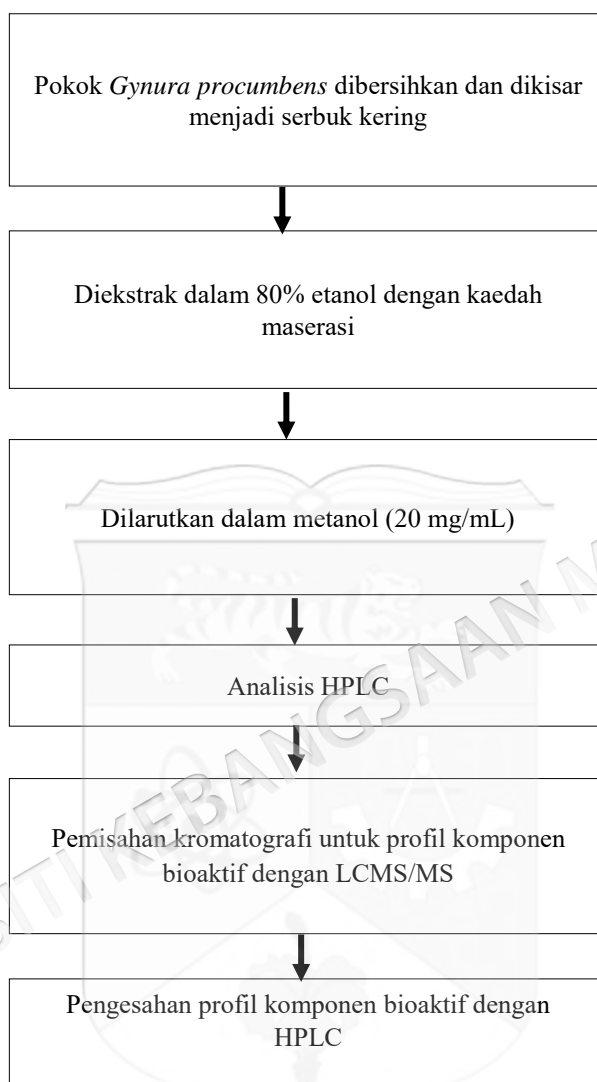 Pokok Gynura procumbens dibersihkan dan dikisar
menjadi serbuk kering
Diekstrak dalam 80% etanol dengan kaedah
maserasi
Dilarutkan dalam metanol (20 mg/mL)
Analisis HPLC
Pemisahan kromatografi untuk profil komponen
bioaktif dengan LCMS/MS
Pengesahan profil komponen bioaktif dengan
HPLC
SITI KEBANGSAAN M